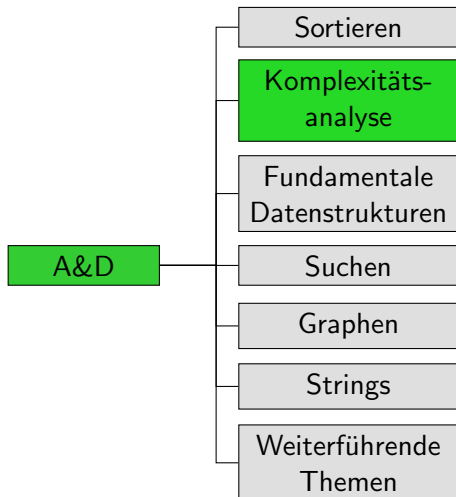 Sortieren
Komplexitäts-
analyse
Fundamentale
Datenstrukturen
A&D
Suchen
Graphen
Strings
Weiterführende
Themen